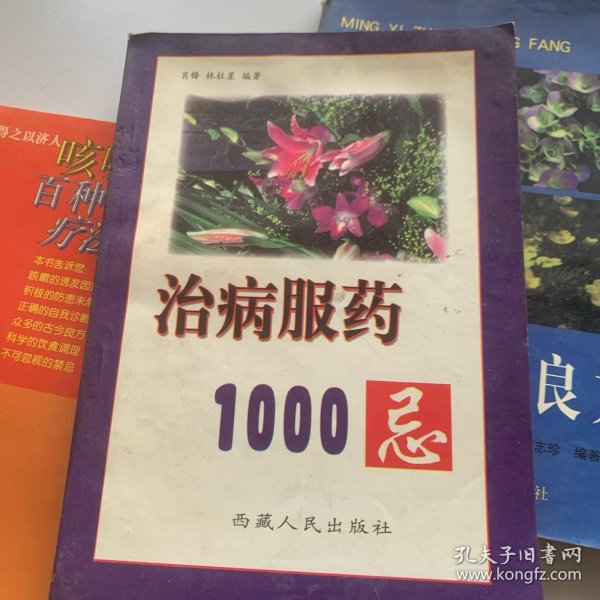 肖锋 林柱星 编著
治病服药
1000 忌
西藏人民出版社
得之以济人
咳
百种
疗法
本书告诉您:
咳嗽的诱发因
积极的防患未
正确的自我诊断
众多的古今良方
科学的饮食调理
不可忽视的禁忌
MING YI
FANG
良
志珍 编著
社
孔夫子旧书网
www.kongfz.com